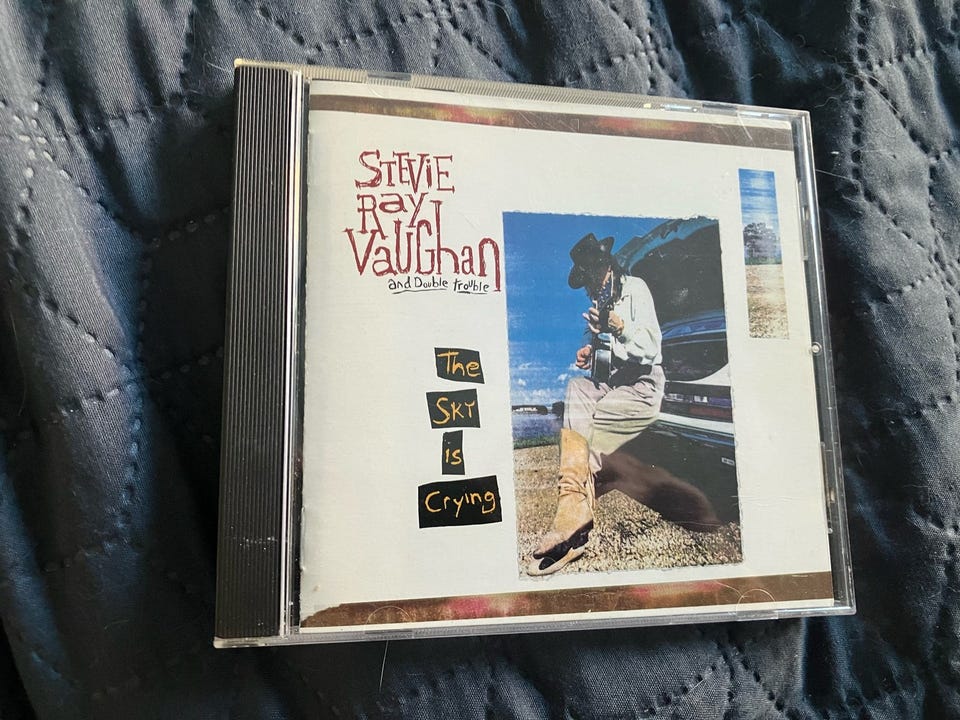 STEVIE
Ray
VaUGhan
and Double trouble
The
SKY
is
Crying